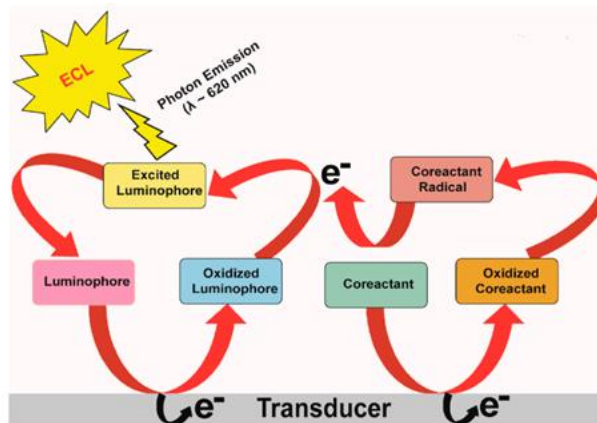 ECL
Photon Emission
(λ ~ 620 nm)
Excited
Luminophore
e-
Coreactant
Radical
Luminophore
Oxidized
Luminophore
Coreactant
Oxidized
Coreactant
e-
Transducer
e-